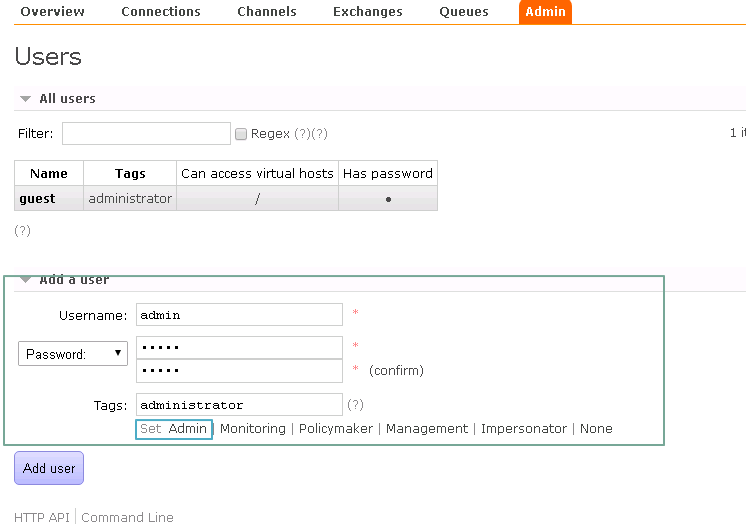 Overview Connections Channels Exchanges Queues Admin
Users
All users
Filter: Regex (?)(?) 1
Name Tags Can access virtual hosts Has password
guest administrator / ●
(?)
Add a user
Username: admin *
Password: ••••• *
••••• * (confirm)
Tags: administrator (?)
Set Admin | Monitoring | Policymaker | Management | Impersonator | None
Add user
HTTP API | Command Line